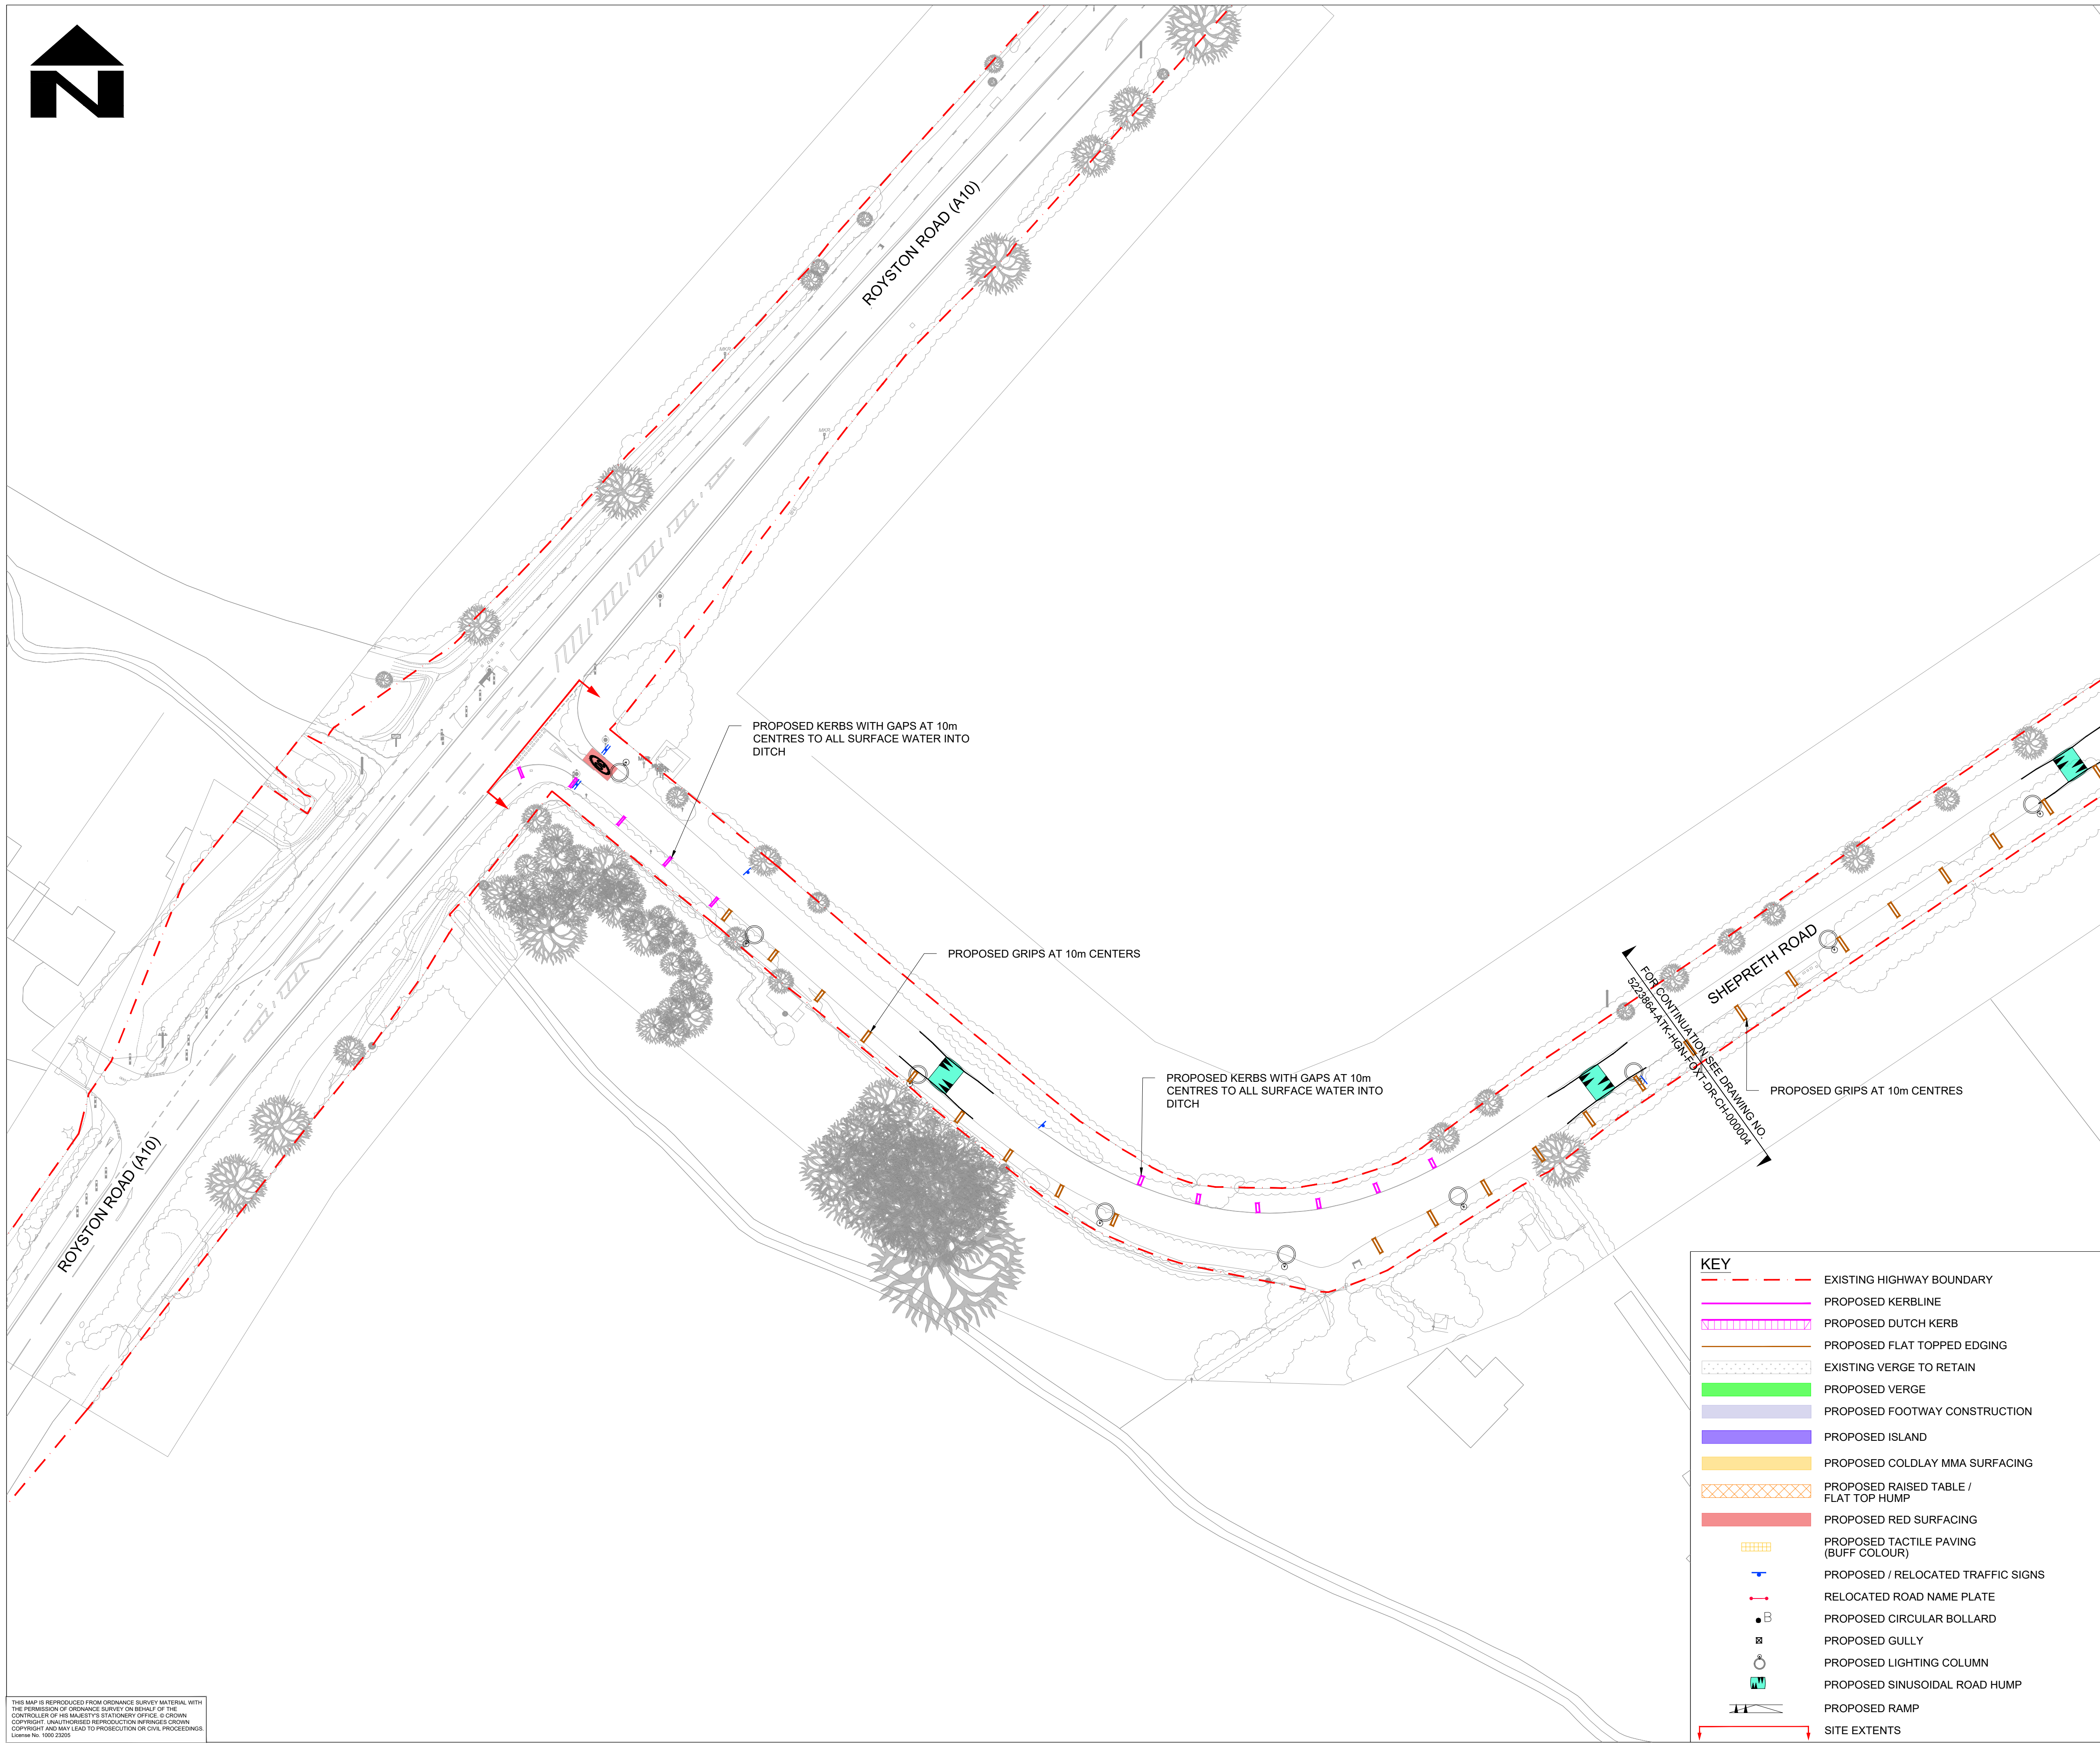 N
ROYSTON ROAD (A10)
PROPOSED KERBS WITH GAPS AT 10m
CENTRES TO ALL SURFACE WATER INTO
DITCH
PROPOSED GRIPS AT 10m CENTERS
SHEPRETH ROAD
FOR CONTINUATION SEE DRAWING NO.
5223864-ATK-HGN-FOXT-DR-CH-000004
PROPOSED KERBS WITH GAPS AT 10m
CENTRES TO ALL SURFACE WATER INTO
DITCH
PROPOSED GRIPS AT 10m CENTRES
ROYSTON ROAD (A10)
KEY
EXISTING HIGHWAY BOUNDARY
PROPOSED KERBLINE
PROPOSED DUTCH KERB
PROPOSED FLAT TOPPED EDGING
EXISTING VERGE TO RETAIN
PROPOSED VERGE
PROPOSED FOOTWAY CONSTRUCTION
PROPOSED ISLAND
PROPOSED COLDLAY MMA SURFACING
PROPOSED RAISED TABLE /
FLAT TOP HUMP
PROPOSED RED SURFACING
PROPOSED TACTILE PAVING
(BUFF COLOUR)
PROPOSED / RELOCATED TRAFFIC SIGNS
RELOCATED ROAD NAME PLATE
B
PROPOSED CIRCULAR BOLLARD
PROPOSED GULLY
PROPOSED LIGHTING COLUMN
PROPOSED SINUSOIDAL ROAD HUMP
PROPOSED RAMP
SITE EXTENTS
THIS MAP IS REPRODUCED FROM ORDNANCE SURVEY MATERIAL WITH
THE PERMISSION OF ORDNANCE SURVEY ON BEHALF OF THE
CONTROLLER OF HIS MAJESTY'S STATIONERY OFFICE. © CROWN
COPYRIGHT. UNAUTHORISED REPRODUCTION INFRINGES CROWN
COPYRIGHT AND MAY LEAD TO PROSECUTION OR CIVIL PROCEEDINGS.
License No. 1000 23205